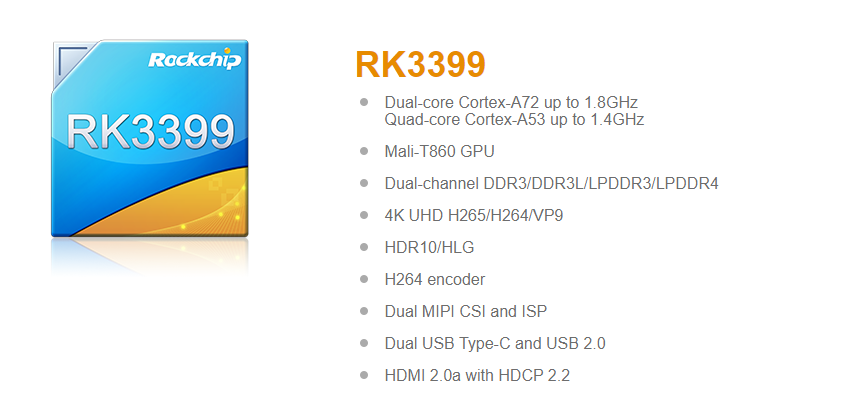 Rockchip
RK3399
RK3399
Dual-core Cortex-A72 up to 1.8GHz
Quad-core Cortex-A53 up to 1.4GHz
Mali-T860 GPU
Dual-channel DDR3/DDR3L/LPDDR3/LPDDR4
4K UHD H265/H264/VP9
HDR10/HLG
H264 encoder
Dual MIPI CSI and ISP
Dual USB Type-C and USB 2.0
HDMI 2.0a with HDCP 2.2